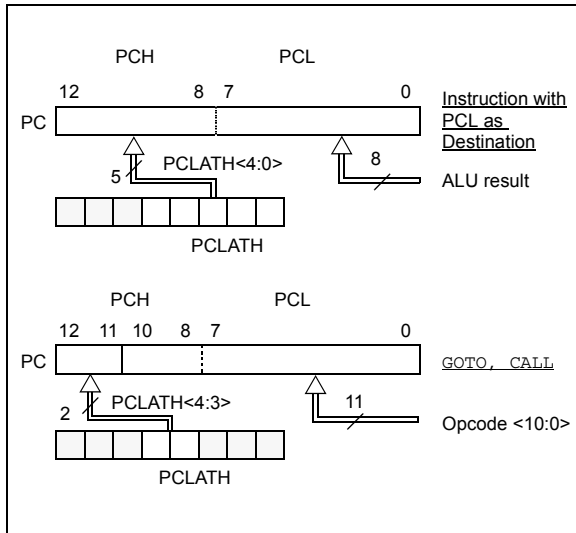 PCH PCL
12 8 7 0
PC
Instruction with
PCL as
Destination
5 PCLATH<4:0>
8
ALU result
PCLATH
PCH PCL
12 11 10 8 7 0
PC
GOTO, CALL
2 PCLATH<4:3>
11
Opcode <10:0>
PCLATH